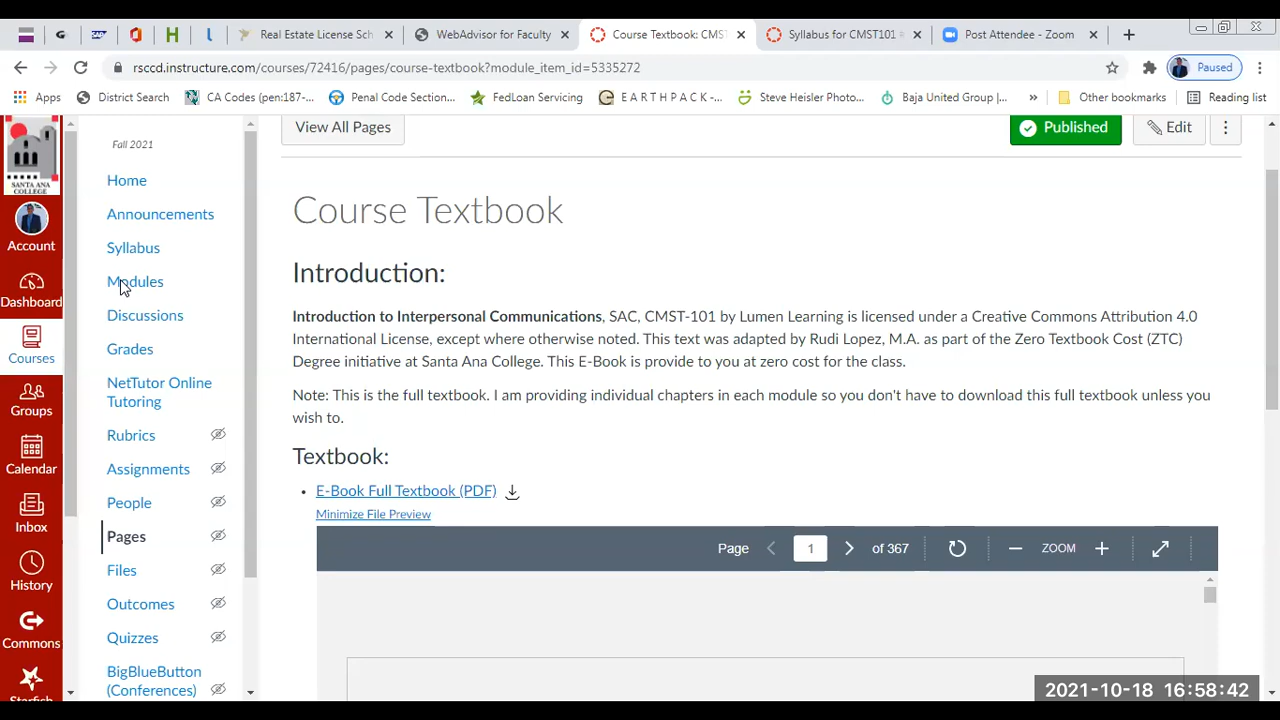 Real Estate License Sch
WebAdvisor for Faculty
Course Textbook: CMS
Syllabus for CMST101
Post Attendee - Zoom
rsccd.instructure.com/courses/72416/pages/course-textbook?module_item_id=5335272
Paused
Apps
District Search
CA Codes (pen:187-...
Penal Code Section...
FedLoan Servicing
E A R T H P A C K -...
Steve Heisler Photo...
Baja United Group |...
»
Other bookmarks
Reading list
SANTA ANA
COLLEGE
Account
Dashboard
Courses
Groups
Calendar
Inbox
History
Commons
Starfish
Fall 2021
Home
Announcements
Syllabus
Modules
Discussions
Grades
NetTutor Online
Tutoring
Rubrics
Assignments
People
Pages
Files
Outcomes
Quizzes
BigBlueButton
(Conferences)
View All Pages
Published
Edit
Course Textbook
Introduction:
Introduction to Interpersonal Communications, SAC, CMST-101 by Lumen Learning is licensed under a Creative Commons Attribution 4.0
International License, except where otherwise noted. This text was adapted by Rudi Lopez, M.A. as part of the Zero Textbook Cost (ZTC)
Degree initiative at Santa Ana College. This E-Book is provide to you at zero cost for the class.
Note: This is the full textbook. I am providing individual chapters in each module so you don't have to download this full textbook unless you
wish to.
Textbook:
E-Book Full Textbook (PDF)
Minimize File Preview
Page 1 of 367 ZOOM
2021-10-18 16:58:42